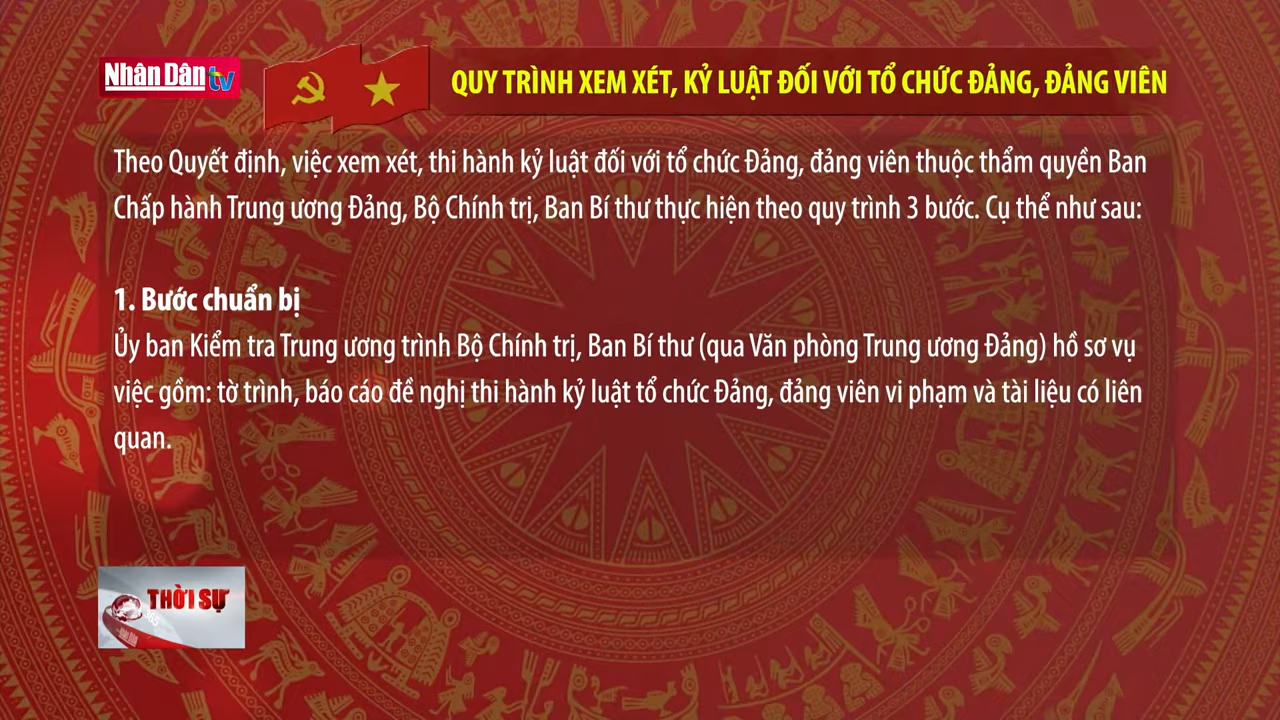 Nhân Dân tv
QUY TRÌNH XEM XÉT, KỶ LUẬT ĐỐI VỚI TỔ CHỨC ĐẢNG, ĐẢNG VIÊN
Theo Quyết định, việc xem xét, thi hành kỷ luật đối với tổ chức Đảng, đảng viên thuộc thẩm quyền Ban
Chấp hành Trung ương Đảng, Bộ Chính trị, Ban Bí thư thực hiện theo quy trình 3 bước. Cụ thể như sau:
1. Bước chuẩn bị
Ủy ban Kiểm tra Trung ương trình Bộ Chính trị, Ban Bí thư (qua Văn phòng Trung ương Đảng) hồ sơ vụ
việc gồm: tờ trình, báo cáo đề nghị thi hành kỷ luật tổ chức Đảng, đảng viên vi phạm và tài liệu có liên
quan.
THỜI SỰ